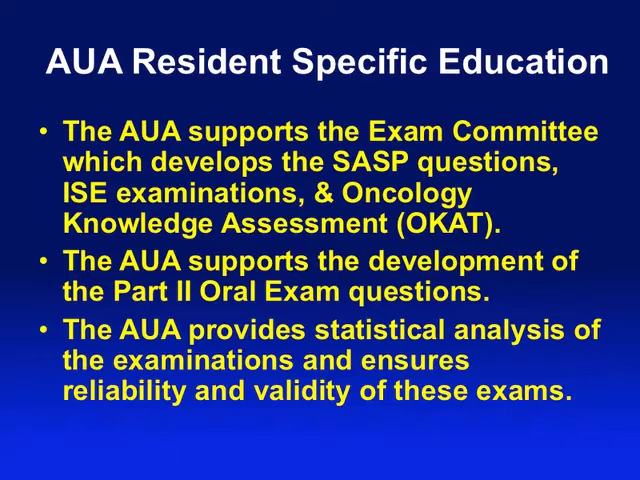 AUA Resident Specific Education
• The AUA supports the Exam Committee
which develops the SASP questions,
ISE examinations, & Oncology
Knowledge Assessment (OKAT).
• The AUA supports the development of
the Part II Oral Exam questions.
• The AUA provides statistical analysis of
the examinations and ensures
reliability and validity of these exams.